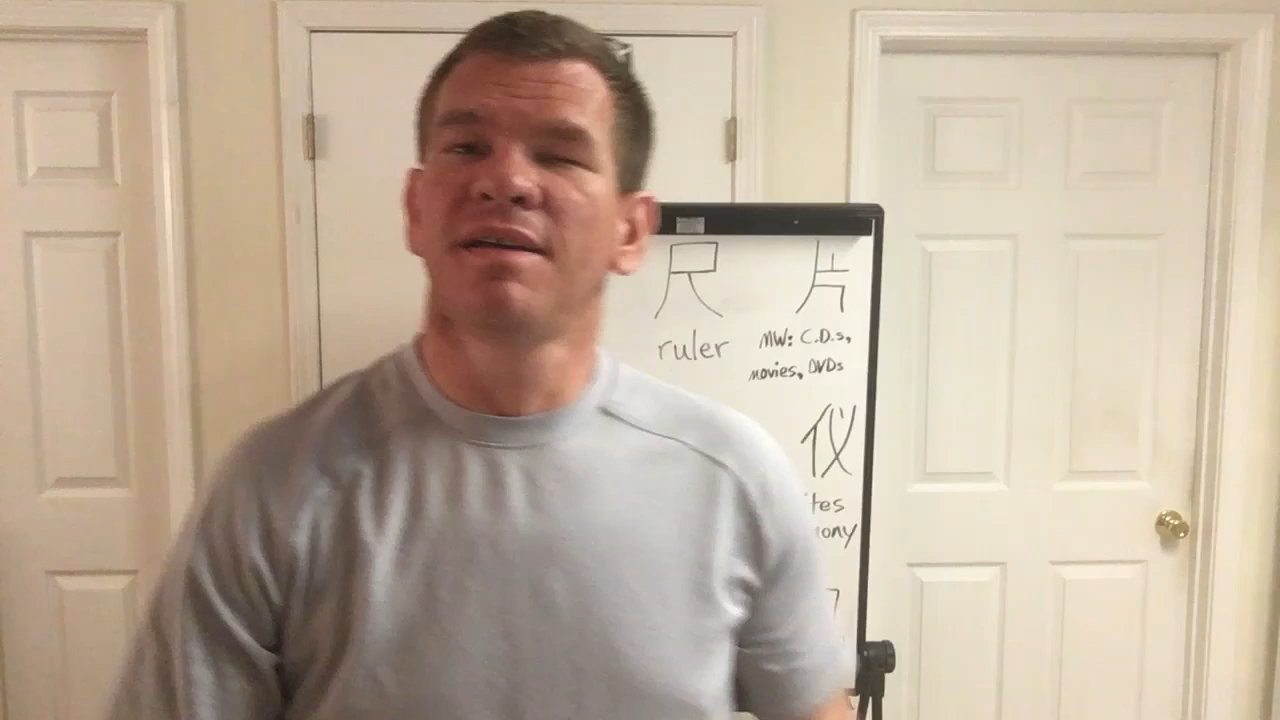 尺 片
ruler MW: C.D.s,
movies, DVDs
仪